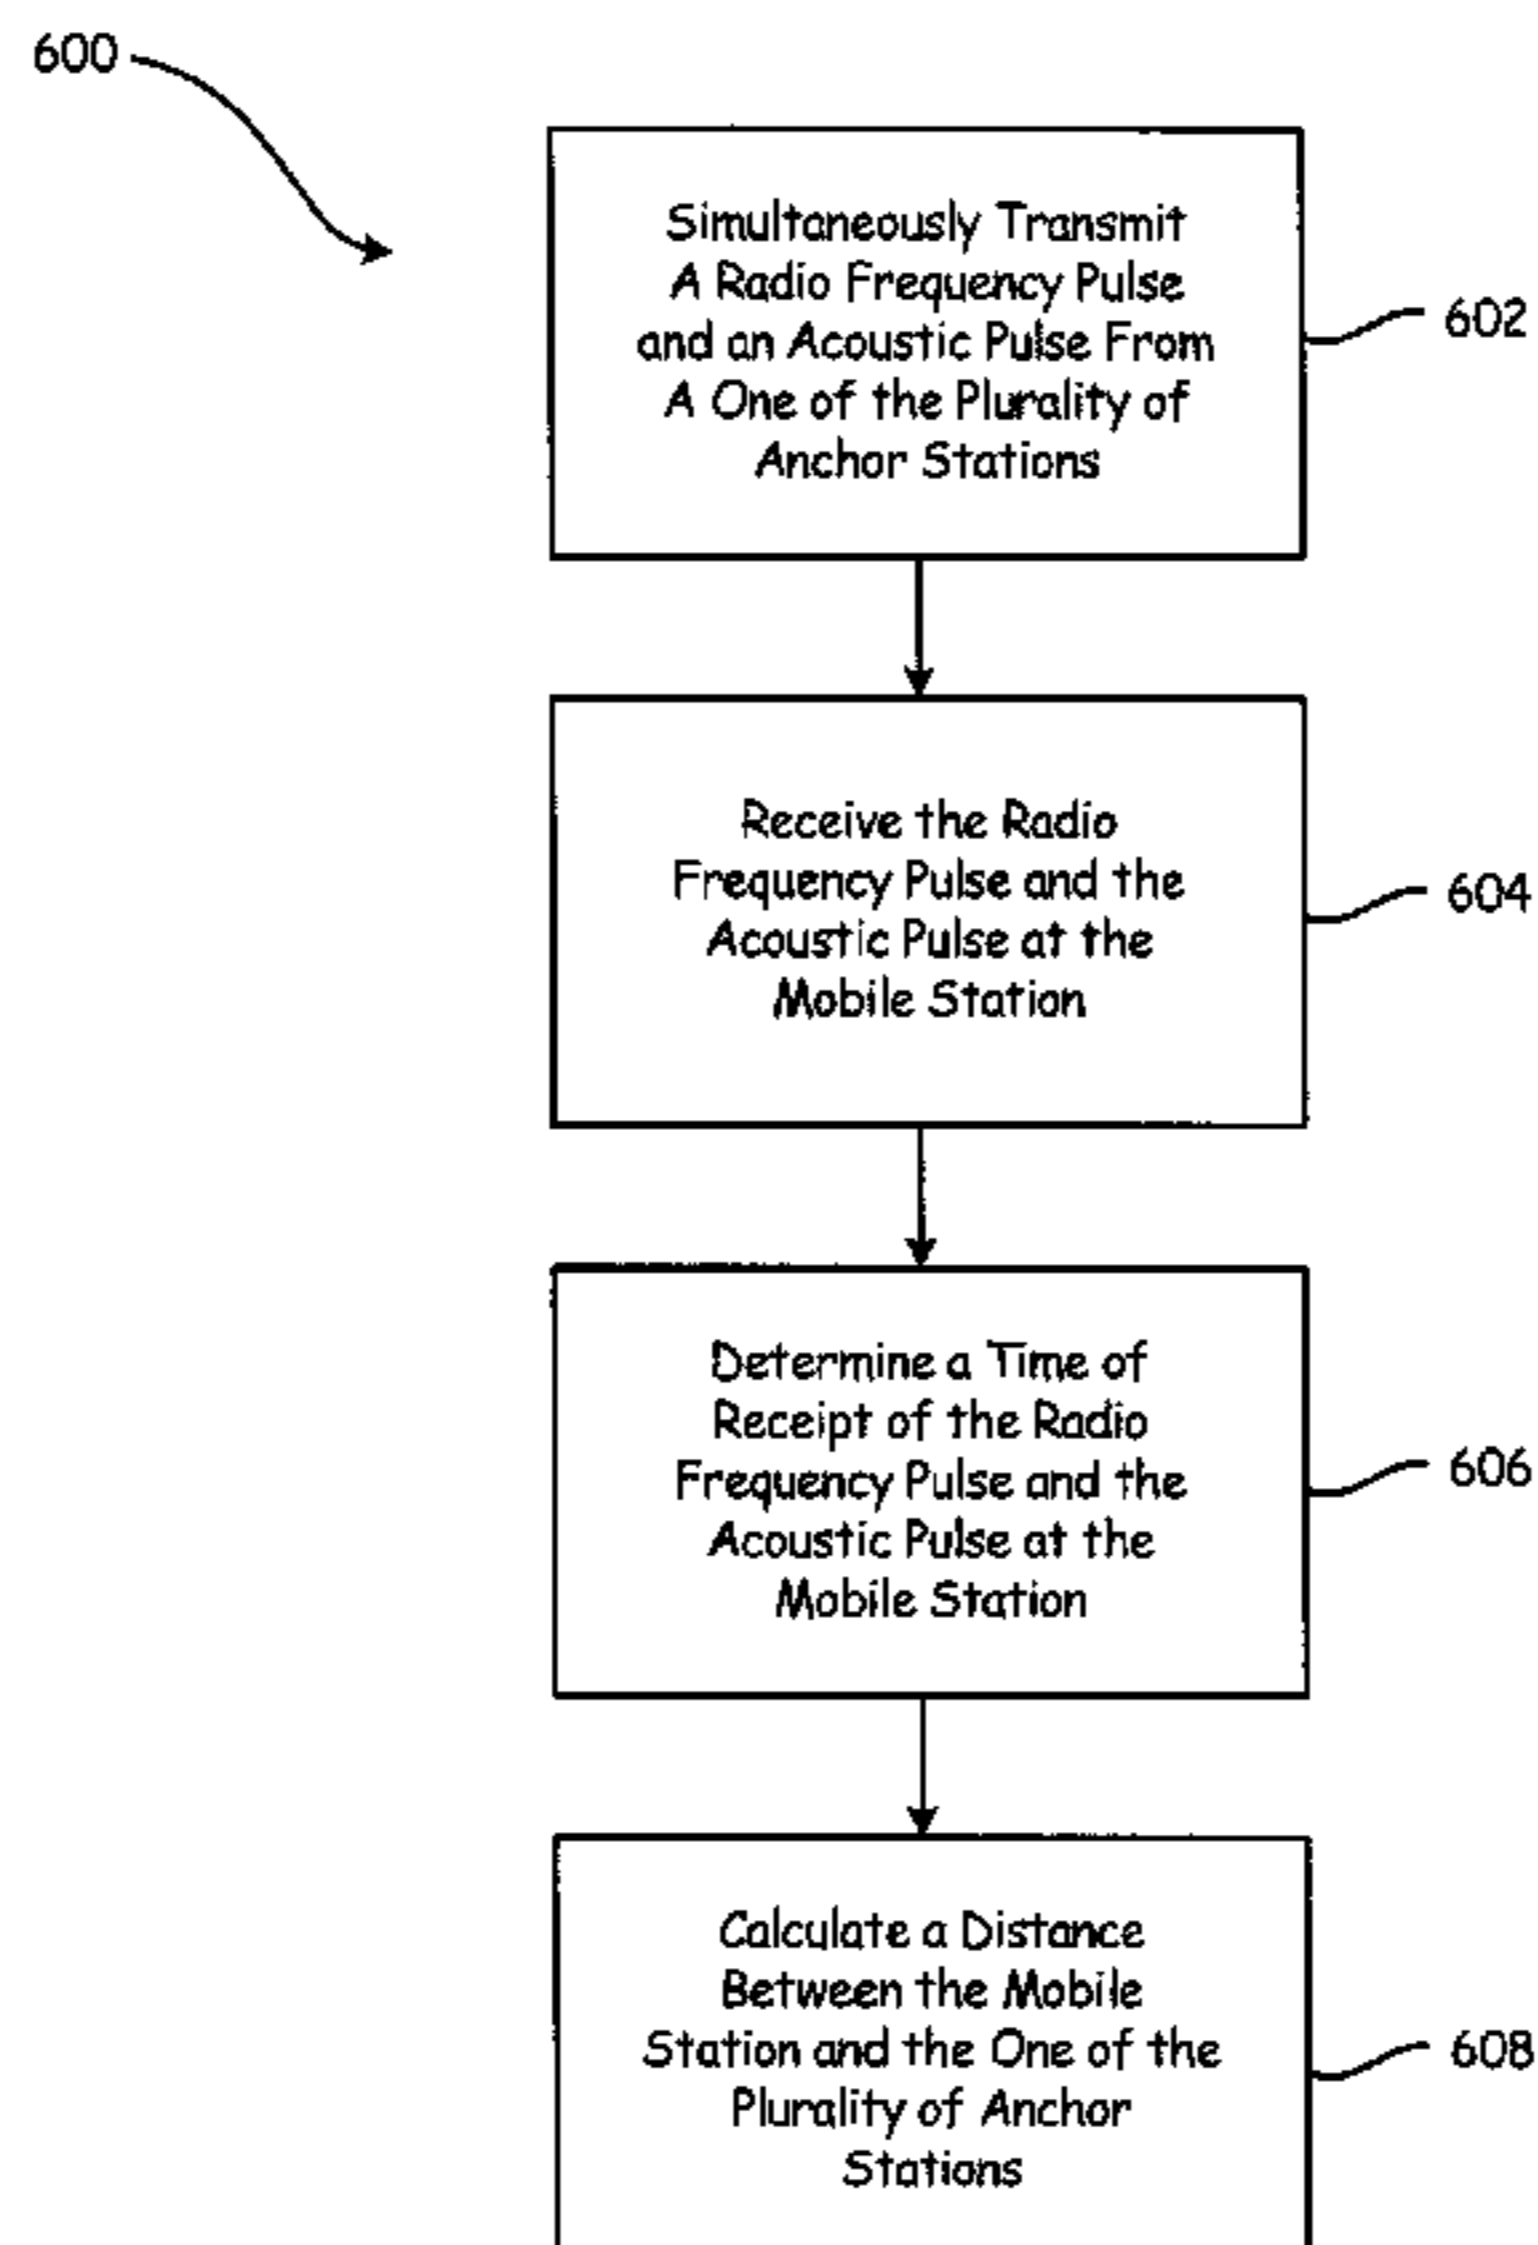 600
Simultaneously Transmit
A Radio Frequency Pulse
and an Acoustic Pulse From
A One of the Plurality of
Anchor Stations
602
Receive the Radio
Frequency Pulse and the
Acoustic Pulse at the
Mobile Station
604
Determine a Time of
Receipt of the Radio
Frequency Pulse and the
Acoustic Pulse at the
Mobile Station
606
Calculate a Distance
Between the Mobile
Station and the One of the
Plurality of Anchor
Stations
608